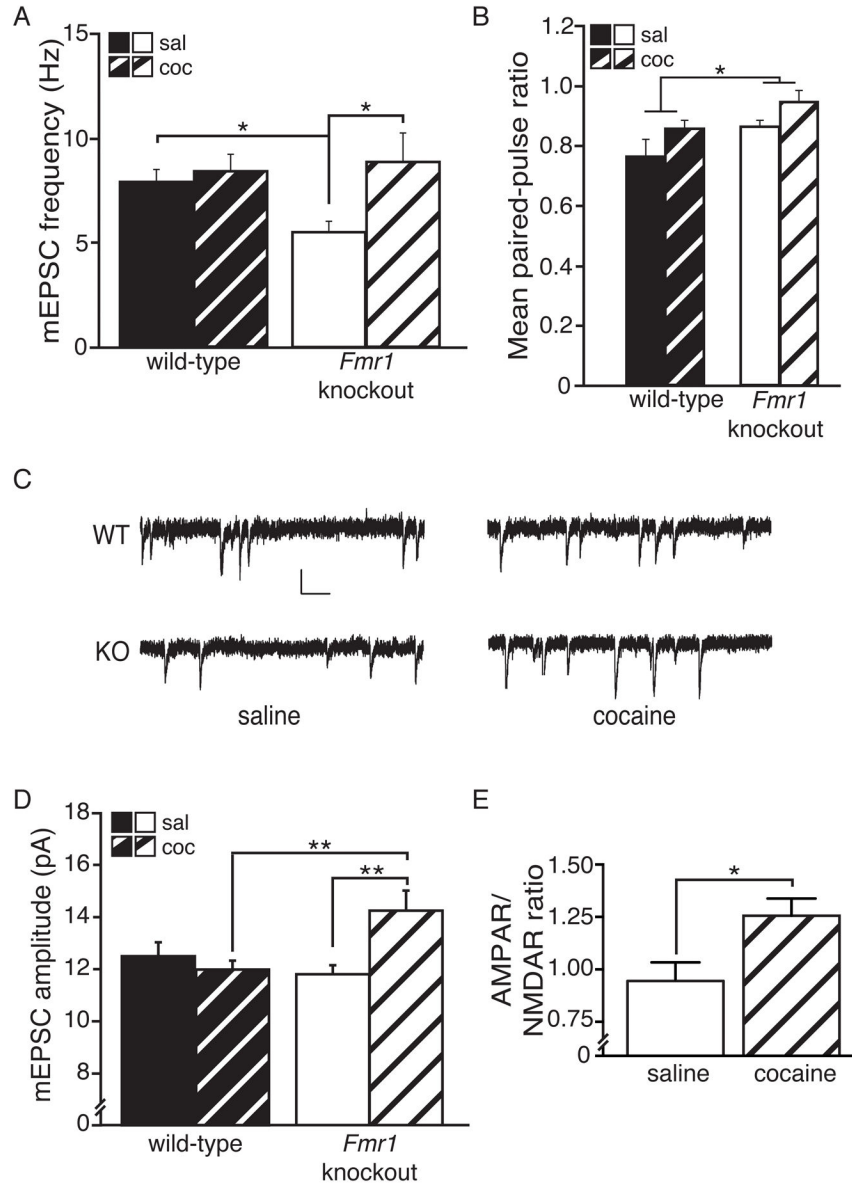 A
mEPSC frequency (Hz)
15
10
5
0
sal
coc
*
*
wild-type
Fmr1
knockout
B
Mean paired-pulse ratio
1.2
1.0
0.8
0.6
0.4
0.2
0
sal
coc
*
wild-type
Fmr1
knockout
C
WT
KO
saline
cocaine
D
mEPSC amplitude (pA)
18
16
14
12
10
8
0
sal
coc
**
**
wild-type
Fmr1
knockout
E
AMPAR/
NMDAR ratio
1.50
1.25
1.00
0.75
0
*
saline
cocaine